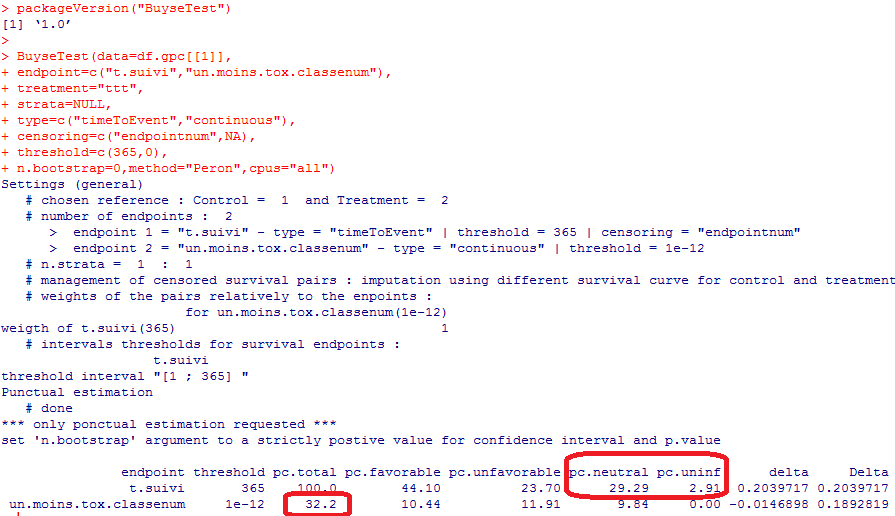 > packageVersion("BuyseTest")
[1] ‘1.0’
>
> BuyseTest(data=df.gpc[[1]],
+ endpoint=c("t.suivi","un.moins.tox.classenum"),
+ treatment="ttt",
+ strata=NULL,
+ type=c("timeToEvent","continuous"),
+ censoring=c("endpointnum",NA),
+ threshold=c(365,0),
+ n.bootstrap=0,method="Peron",cpus="all")
Settings (general)
# chosen reference : Control = 1 and Treatment = 2
# number of endpoints : 2
> endpoint 1 = "t.suivi" - type = "timeToEvent" | threshold = 365 | censoring = "endpointnum"
> endpoint 2 = "un.moins.tox.classenum" - type = "continuous" | threshold = 1e-12
# n.strata = 1 : 1
# management of censored survival pairs : imputation using different survival curve for control and treatment
# weights of the pairs relatively to the enpoints :
for un.moins.tox.classenum(1e-12)
weigth of t.suivi(365) 1
# intervals thresholds for survival endpoints :
t.suivi
threshold interval "[1 ; 365] "
Punctual estimation
# done
*** only ponctual estimation requested ***
set 'n.bootstrap' argument to a strictly postive value for confidence interval and p.value
endpoint threshold pc.total pc.favorable pc.unfavorable pc.neutral pc.uninf delta Delta
t.suivi 365 100.0 44.10 23.70 29.29 2.91 0.2039717 0.2039717
un.moins.tox.classenum 1e-12 32.2 10.44 11.91 9.84 0.00 -0.0146898 0.1892819